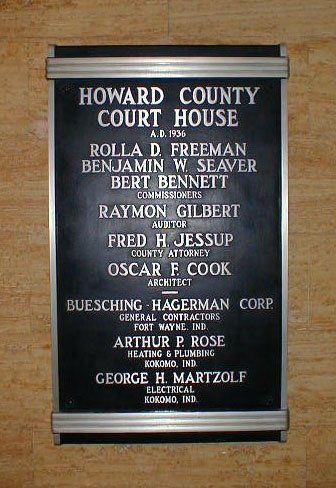 HOWARD COUNTY
COURT HOUSE
A.D. 1936
ROLLA D. FREEMAN
BENJAMIN W. SEAVER
BERT BENNETT
COMMISSIONERS
RAYMON GILBERT
AUDITOR
FRED H. JESSUP
COUNTY ATTORNEY
OSCAR F. COOK
ARCHITECT
BUESCHING-HAGERMAN CORP.
GENERAL CONTRACTORS
FORT WAYNE, IND.
ARTHUR P. ROSE
HEATING & PLUMBING
KOKOMO, IND.
GEORGE H. MARTZOLF
ELECTRICAL
KOKOMO, IND.